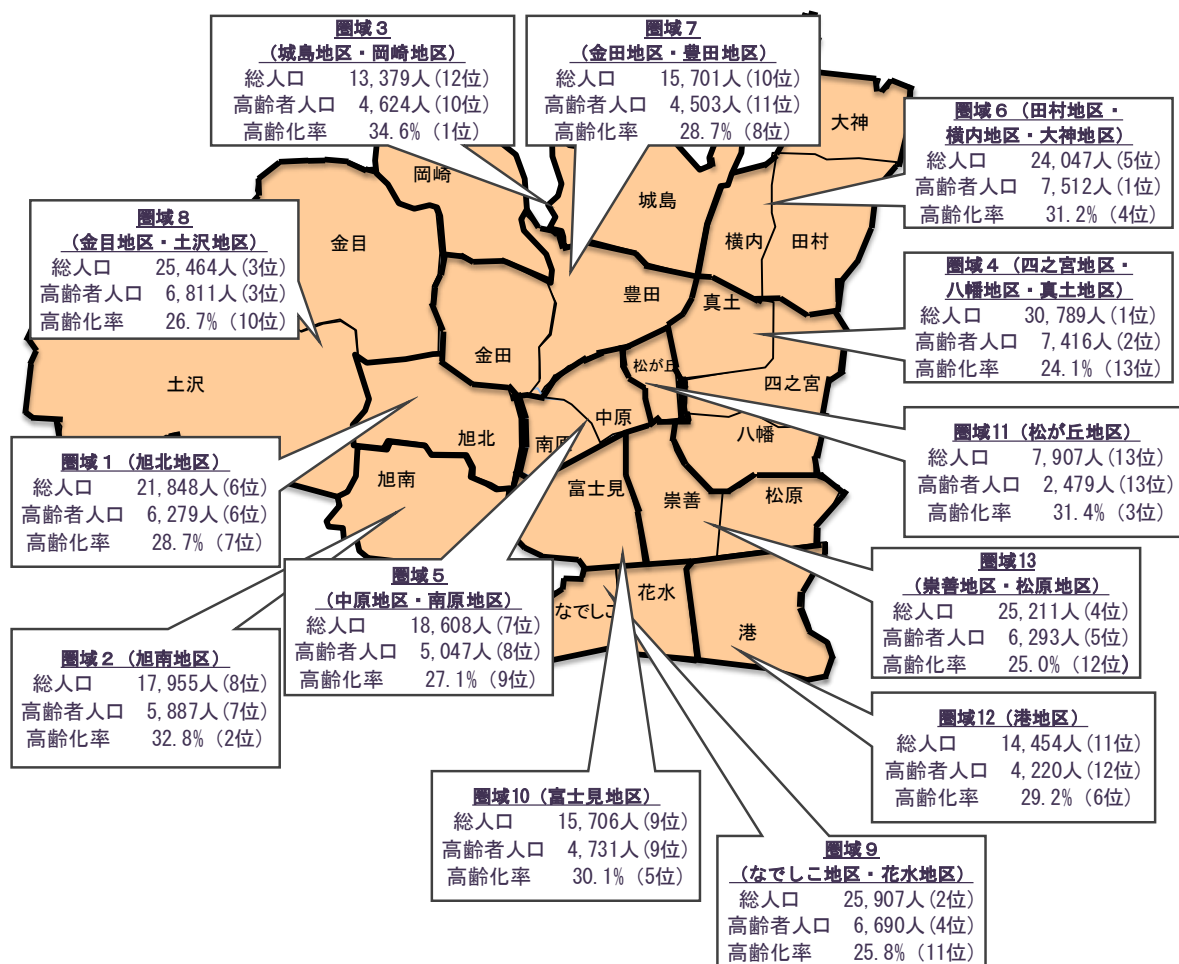 圏域３
(城島地区・岡崎地区)
総人口 13,379人(12位)
高齢者人口 4,624人(10位)
高齢化率 34.6% (1位)
圏域７
(金田地区・豊田地区)
総人口 15,701人(10位)
高齢者人口 4,503人(11位)
高齢化率 28.7% (8位)
圏域６（田村地区・
横内地区・大神地区)
総人口 24,047人(5位)
高齢者人口 7,512人(1位)
高齢化率 31.2% (4位)
圏域８
(金目地区・土沢地区)
総人口 25,464人(3位)
高齢者人口 6,811人(3位)
高齢化率 26.7% (10位)
圏域４（四之宮地区・
八幡地区・真土地区)
総人口 30,789人(1位)
高齢者人口 7,416人(2位)
高齢化率 24.1% (13位)
大神
岡崎
城島
金目
横内
田村
豊田
真土
金田
松が丘
土沢
四之宮
中原
南原
八幡
旭北
旭南
富士見
崇善
松原
なでしこ
花水
港
圏域１（旭北地区）
総人口 21,848人(6位)
高齢者人口 6,279人(6位)
高齢化率 28.7% (7位)
圏域11（松が丘地区）
総人口 7,907人(13位)
高齢者人口 2,479人(13位)
高齢化率 31.4% (3位)
圏域５
(中原地区・南原地区)
総人口 18,608人(7位)
高齢者人口 5,047人(8位)
高齢化率 27.1% (9位)
圏域13
(崇善地区・松原地区)
総人口 25,211人(4位)
高齢者人口 6,293人(5位)
高齢化率 25.0% (12位)
圏域２（旭南地区）
総人口 17,955人(8位)
高齢者人口 5,887人(7位)
高齢化率 32.8% (2位)
圏域12（港地区）
総人口 14,454人(11位)
高齢者人口 4,220人(12位)
高齢化率 29.2% (6位)
圏域10（富士見地区）
総人口 15,706人(9位)
高齢者人口 4,731人(9位)
高齢化率 30.1% (5位)
圏域９
(なでしこ地区・花水地区)
総人口 25,907人(2位)
高齢者人口 6,690人(4位)
高齢化率 25.8% (11位)